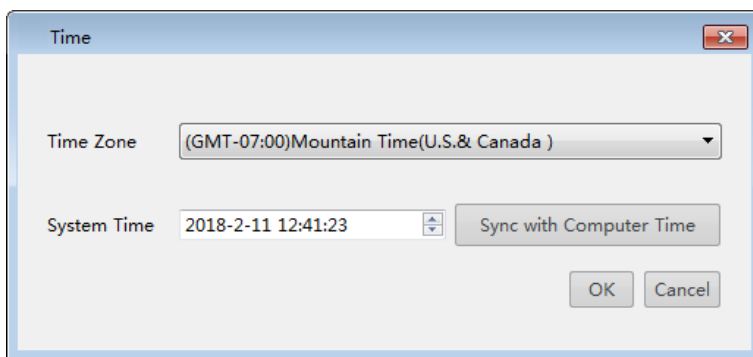 Time
Time Zone (GMT-07:00)Mountain Time(U.S.& Canada )
System Time 2018-2-11 12:41:23 Sync with Computer Time
OK Cancel